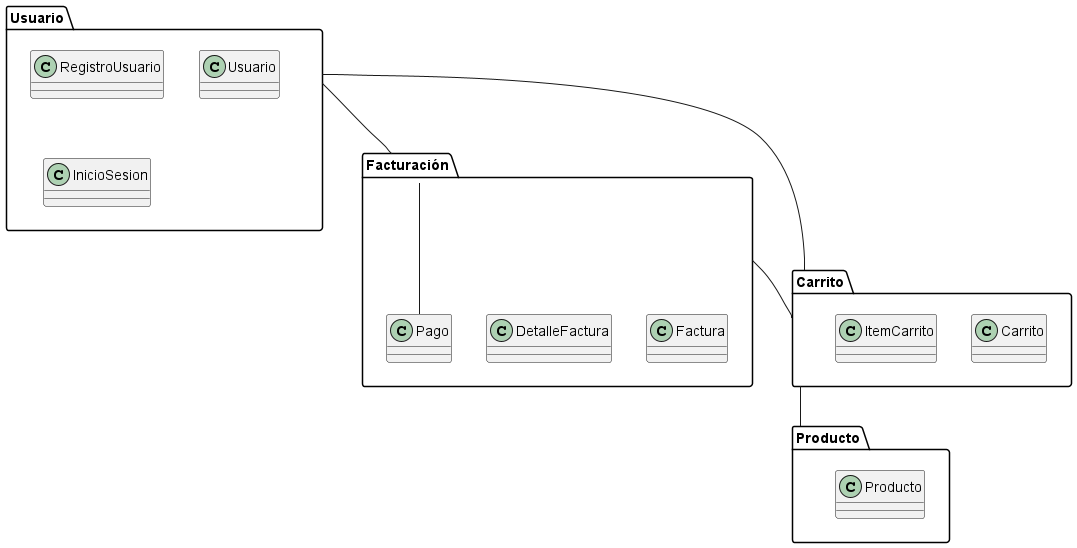 Usuario
C RegistroUsuario
C Usuario
C InicioSesion
Facturación
C Pago
C DetalleFactura
C Factura
Carrito
C ItemCarrito
C Carrito
Producto
C Producto